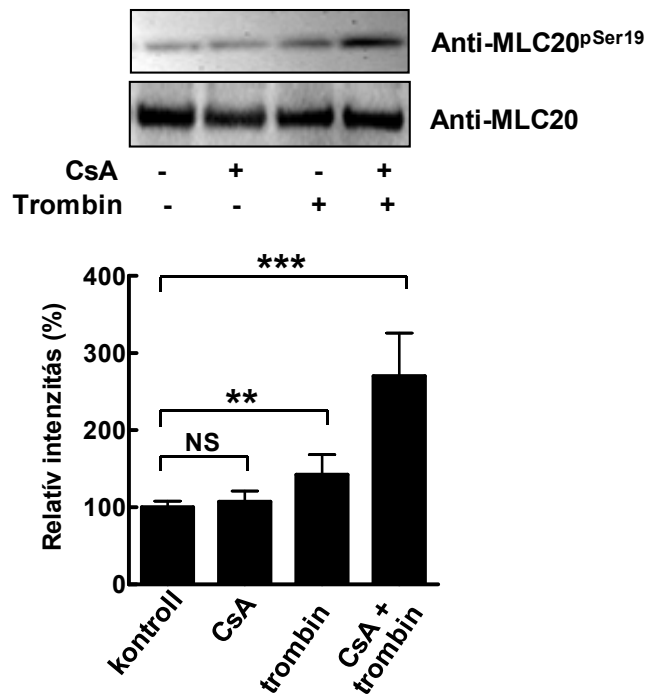 Anti-MLC20pSer19
Anti-MLC20
CsA - + - +
Trombin - - + +
***
**
NS
Relatív intenzitás (%)
400
300
200
100
0
kontroll
CsA
trombin
CsA +
trombin